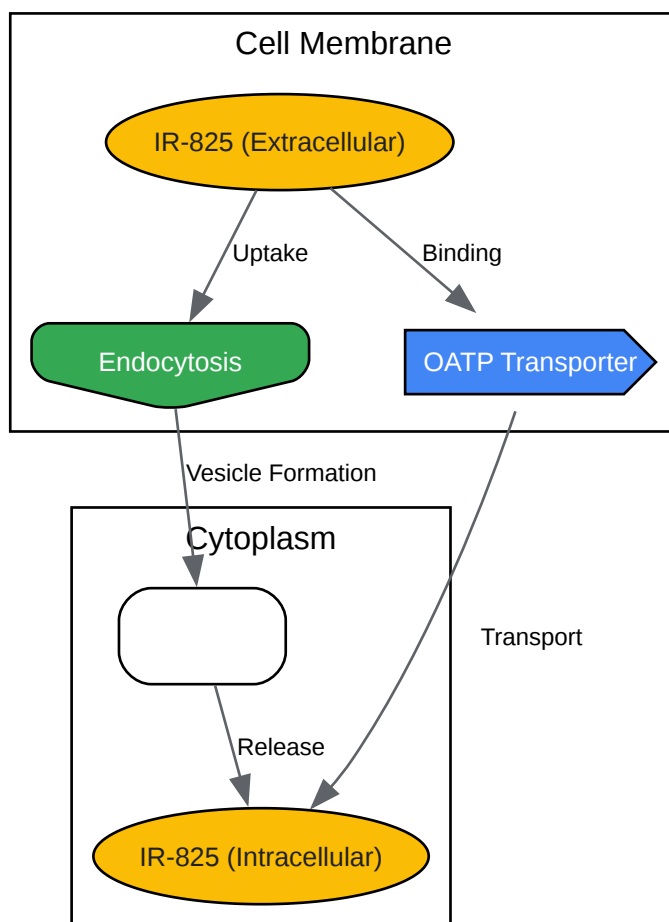 Cell Membrane
IR-825 (Extracellular)
Uptake
Binding
Endocytosis
OATP Transporter
Vesicle Formation
Cytoplasm
Transport
Release
IR-825 (Intracellular)